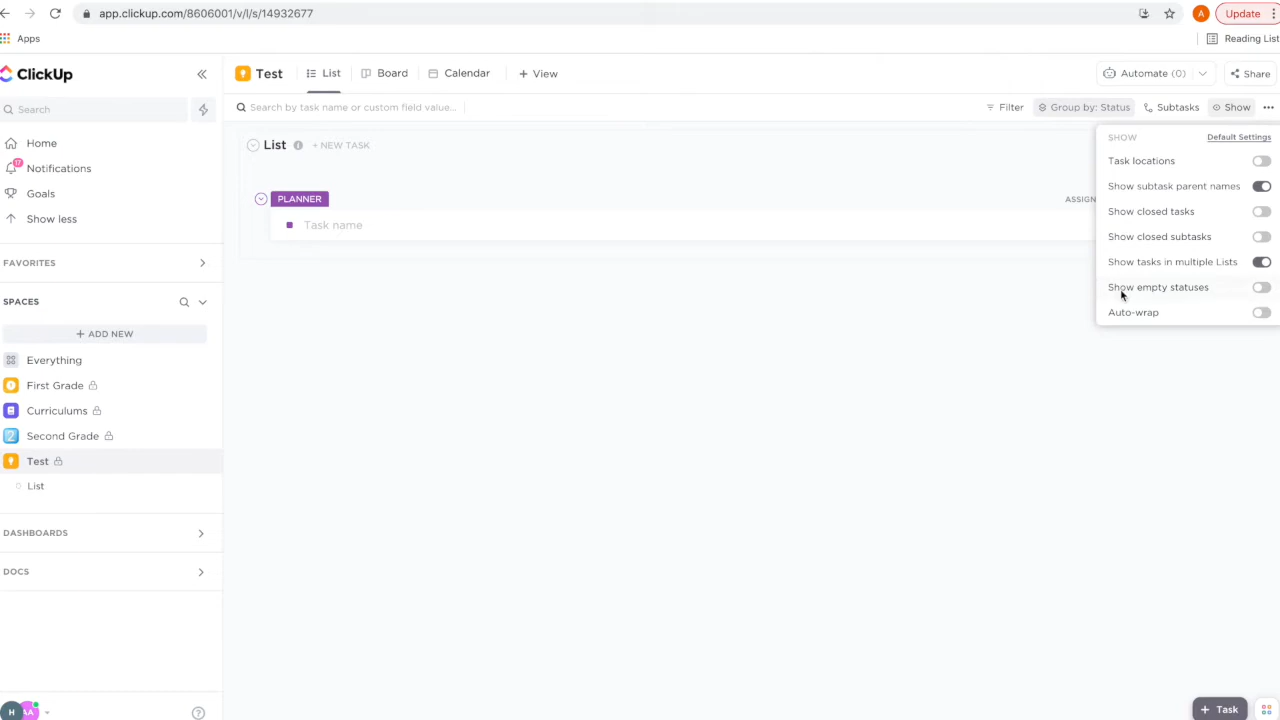 app.clickup.com/8606001/v/l/s/14932677
A
Update
Apps
Reading List
ClickUp
Test
List
Board
Calendar
+ View
Automate (0)
Share
Search
Search by task name or custom field value...
Filter
Group by: Status
Subtasks
Show
Home
17
Notifications
Goals
Show less
List
+ NEW TASK
SHOW
Default Settings
Task locations
Show subtask parent names
Show closed tasks
Show closed subtasks
Show tasks in multiple Lists
Show empty statuses
Auto-wrap
PLANNER
ASSIGN
Task name
FAVORITES
SPACES
+ ADD NEW
Everything
First Grade
Curriculums
2
Second Grade
Test
List
DASHBOARDS
DOCS
H
AA
?
+ Task